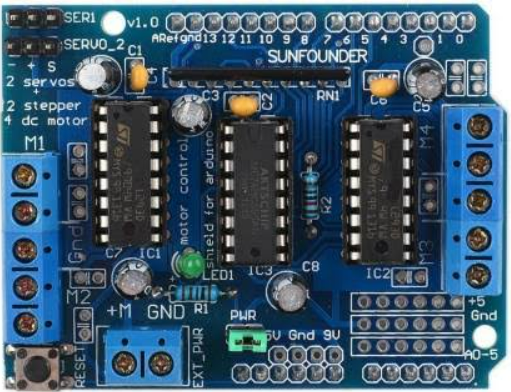 SER1
v1.0
ARefgnd13 12 11 10 9 8 7 6 5 4 3 2 1 0
SERVO_2
- + S
C1
SUNFOUNDER
2 servos
+
2 stepper
4 dc motor
C3
C2
RN1
C6
C5
M1
M4
motor control
shield for arduino
R2
Gnd
C7
IC1
LED1
IC3
C8
IC2
M3
M2
+M
GND
R1
+5
Gnd
PWR
5V Gnd 9V
RESET
EXT_PWR
A0-5